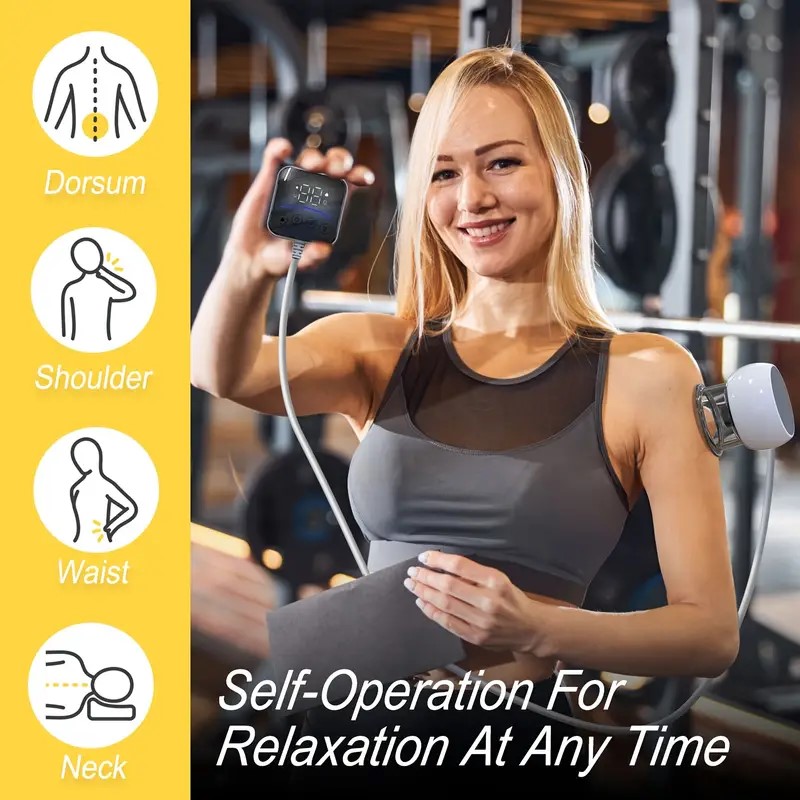 Dorsum
Shoulder
Waist
Neck
Self-Operation For
Relaxation At Any Time